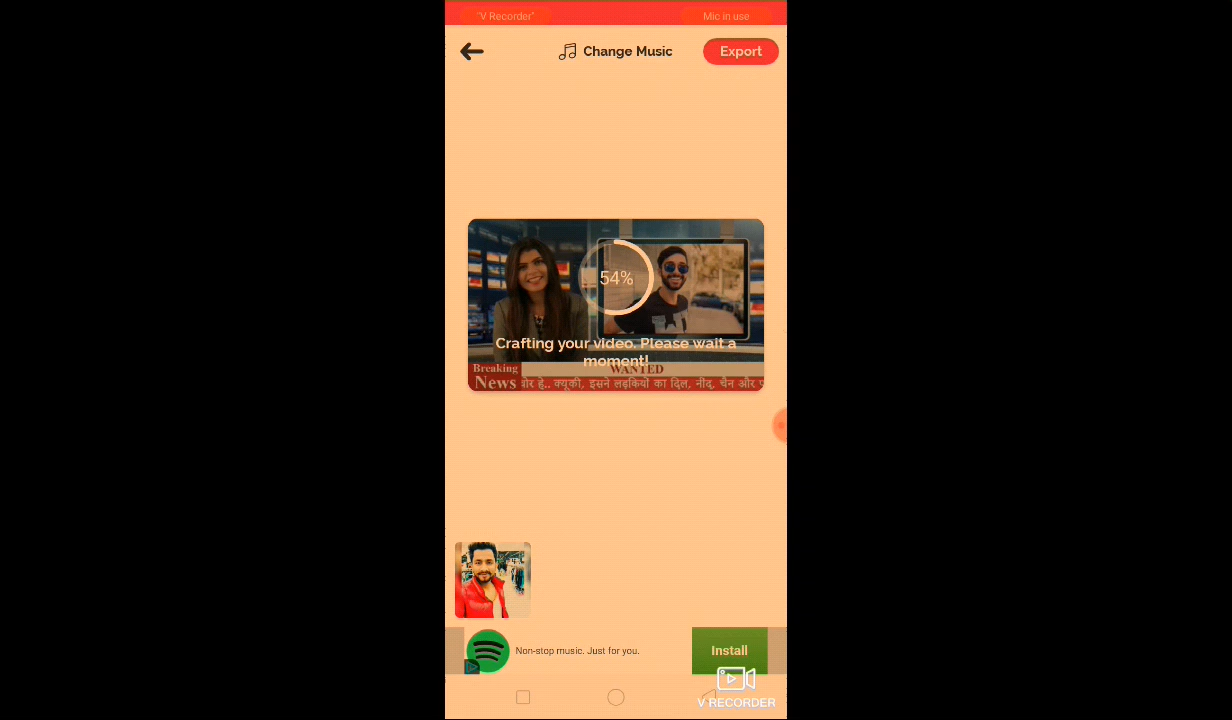 "V Recorder"
Mic in use
Change Music
Export
54%
Crafting your video. Please wait a
moment!
Breaking
WANTED
News
शोर हे.. क्यूकी, इसने लड़कियों का दिल, नींद, चैन और
Non-stop music. Just for you.
Install
V RECORDER